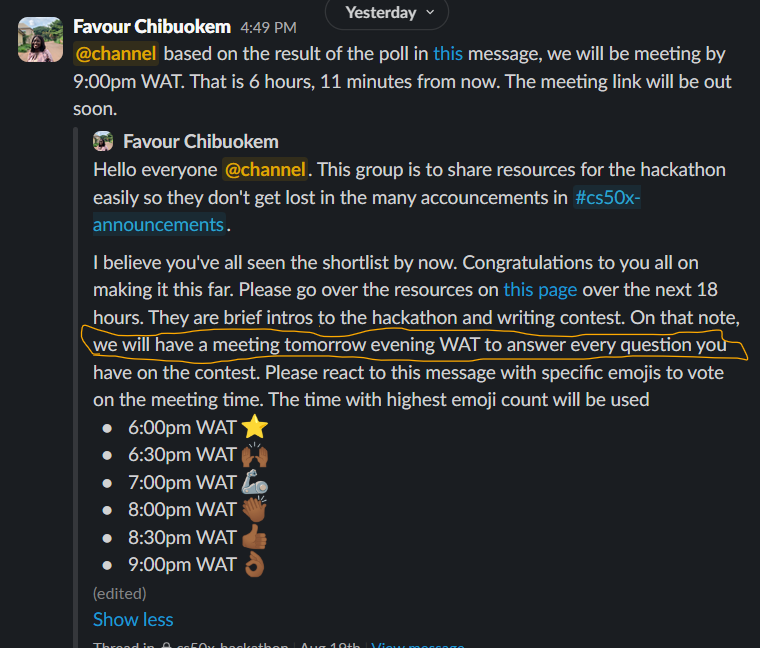 Yesterday
Favour Chibuokem 4:49 PM
@channel based on the result of the poll in this message, we will be meeting by
9:00pm WAT. That is 6 hours, 11 minutes from now. The meeting link will be out
soon.
Favour Chibuokem
Hello everyone @channel. This group is to share resources for the hackathon
easily so they don't get lost in the many accouncements in #cs50x-
announcements.
I believe you've all seen the shortlist by now. Congratulations to you all on
making it this far. Please go over the resources on this page over the next 18
hours. They are brief intros to the hackathon and writing contest. On that note,
we will have a meeting tomorrow evening WAT to answer every question you
have on the contest. Please react to this message with specific emojis to vote
on the meeting time. The time with highest emoji count will be used
• 6:00pm WAT ⭐
• 6:30pm WAT 🙌🏾
• 7:00pm WAT 🦾
• 8:00pm WAT 👏🏾
• 8:30pm WAT 👍🏾
• 9:00pm WAT 👌🏾
(edited)
Show less
Thread in cs50x-hackathon | Aug 19th | View message